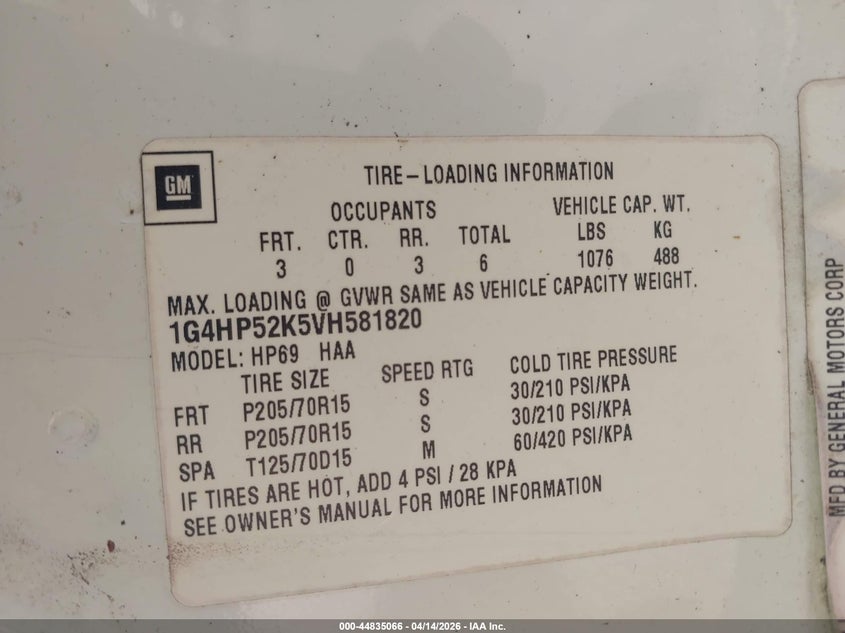 GM
TIRE-LOADING INFORMATION
OCCUPANTS VEHICLE CAP. WT.
FRT. CTR. RR. TOTAL LBS KG
3 0 3 6 1076 488
MAX. LOADING @ GVWR SAME AS VEHICLE CAPACITY WEIGHT.
1G4HP52K5VH581820
MODEL: HP69 HAA
TIRE SIZE SPEED RTG COLD TIRE PRESSURE
FRT P205/70R15 S 30/210 PSI/KPA
RR P205/70R15 S 30/210 PSI/KPA
SPA T125/70D15 M 60/420 PSI/KPA
IF TIRES ARE HOT, ADD 4 PSI / 28 KPA
SEE OWNER'S MANUAL FOR MORE INFORMATION
MFD BY GENERAL MOTORS CORP
000-44835066 - 04/14/2026 - IAA Inc.